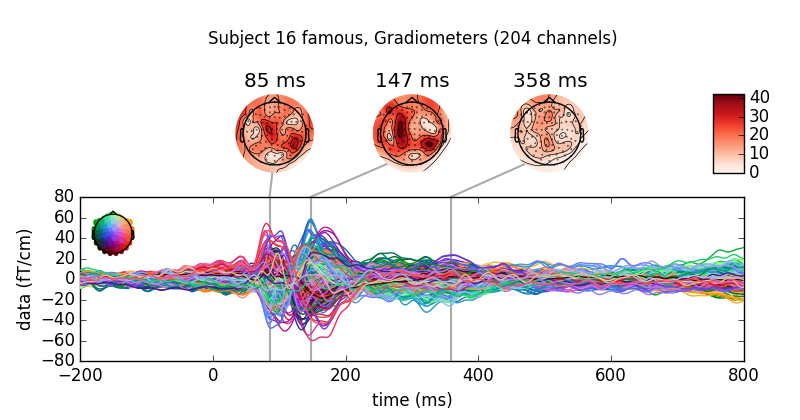 Subject 16 famous, Gradiometers (204 channels)
85 ms 147 ms 358 ms
40
30
20
10
0
80
60
40
20
0
−20
−40
−60
−80
data (fT/cm)
−200 0 200 400 600 800
time (ms)